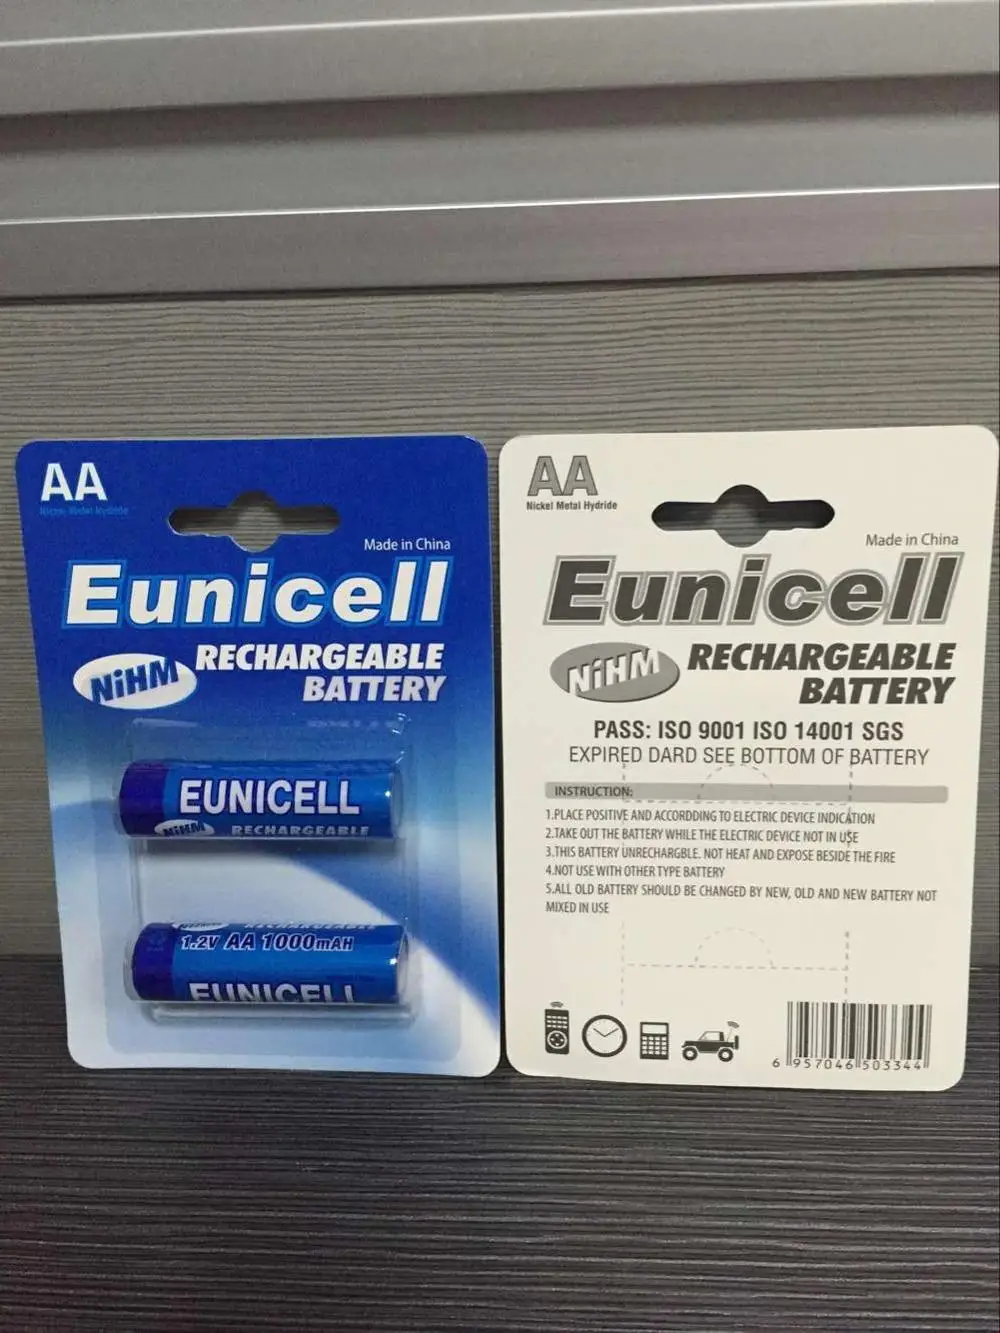 AA
Nickel Metal Hydride
Made in China
Eunicell
NiHM
RECHARGEABLE
BATTERY
EUNICELL
NiHM RECHARGEABLE
RECHARGEABLE
1.2V AA 1000mAH
EUNICELL
AA
Nickel Metal Hydride
Made in China
Eunicell
NiHM
RECHARGEABLE
BATTERY
PASS: ISO 9001 ISO 14001 SGS
EXPIRED DARD SEE BOTTOM OF BATTERY
INSTRUCTION:
1.PLACE POSITIVE AND ACCORDDING TO ELECTRIC DEVICE INDICATION
2.TAKE OUT THE BATTERY WHILE THE ELECTRIC DEVICE NOT IN USE
3.THIS BATTERY UNRECHARGBLE. NOT HEAT AND EXPOSE BESIDE THE FIRE
4.NOT USE WITH OTHER TYPE BATTERY
5.ALL OLD BATTERY SHOULD BE CHANGED BY NEW, OLD AND NEW BATTERY NOT
MIXED IN USE
6 957046 503344